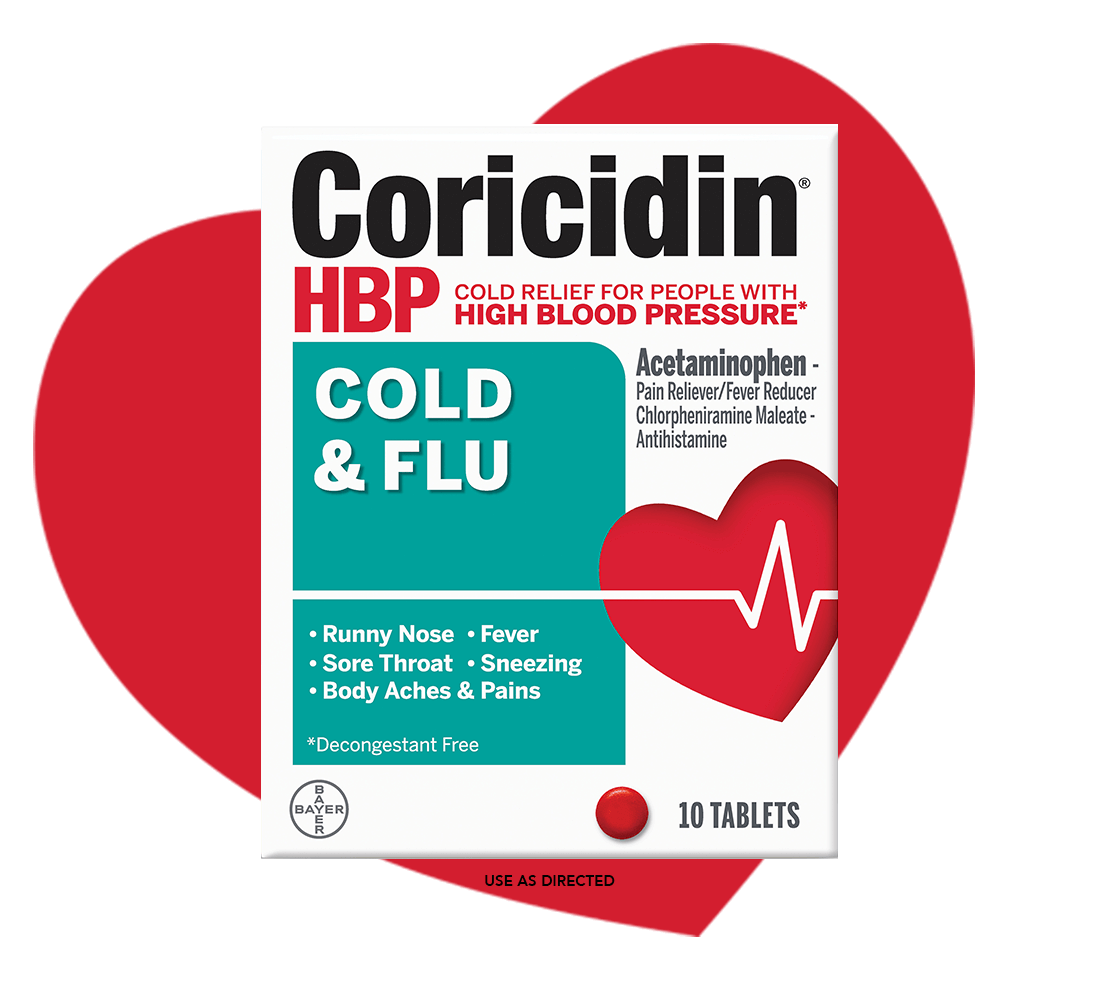 Coricidin®
HBP
COLD RELIEF FOR PEOPLE WITH
HIGH BLOOD PRESSURE*
COLD
& FLU
Acetaminophen -
Pain Reliever/Fever Reducer
Chlorpheniramine Maleate -
Antihistamine
• Runny Nose • Fever
• Sore Throat • Sneezing
• Body Aches & Pains
*Decongestant Free
BAYER
BAYER
10 TABLETS
USE AS DIRECTED